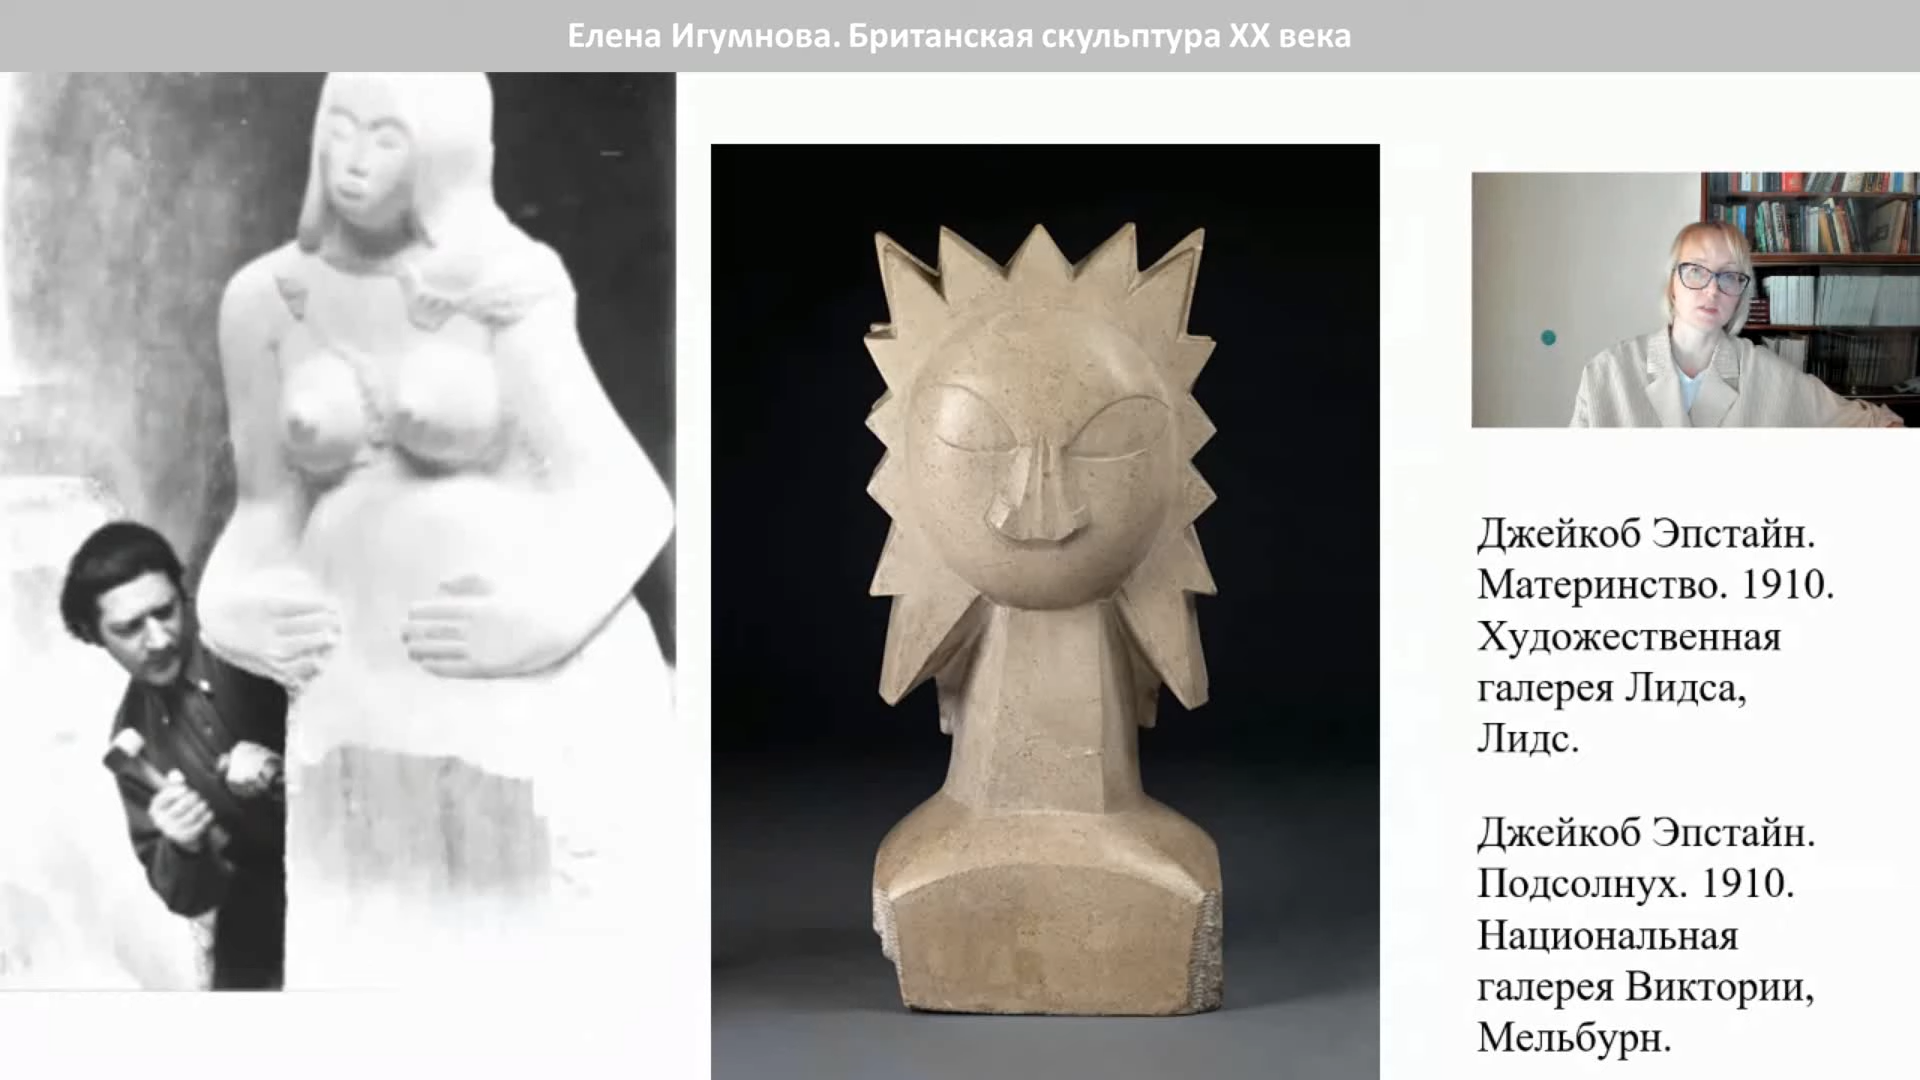 Елена Игумнова. Британская скульптура XX века
Джейкоб Эпстайн.
Материнство. 1910.
Художественная
галерея Лидса,
Лидс.
Джейкоб Эпстайн.
Подсолнух. 1910.
Национальная
галерея Виктории,
Мельбурн.